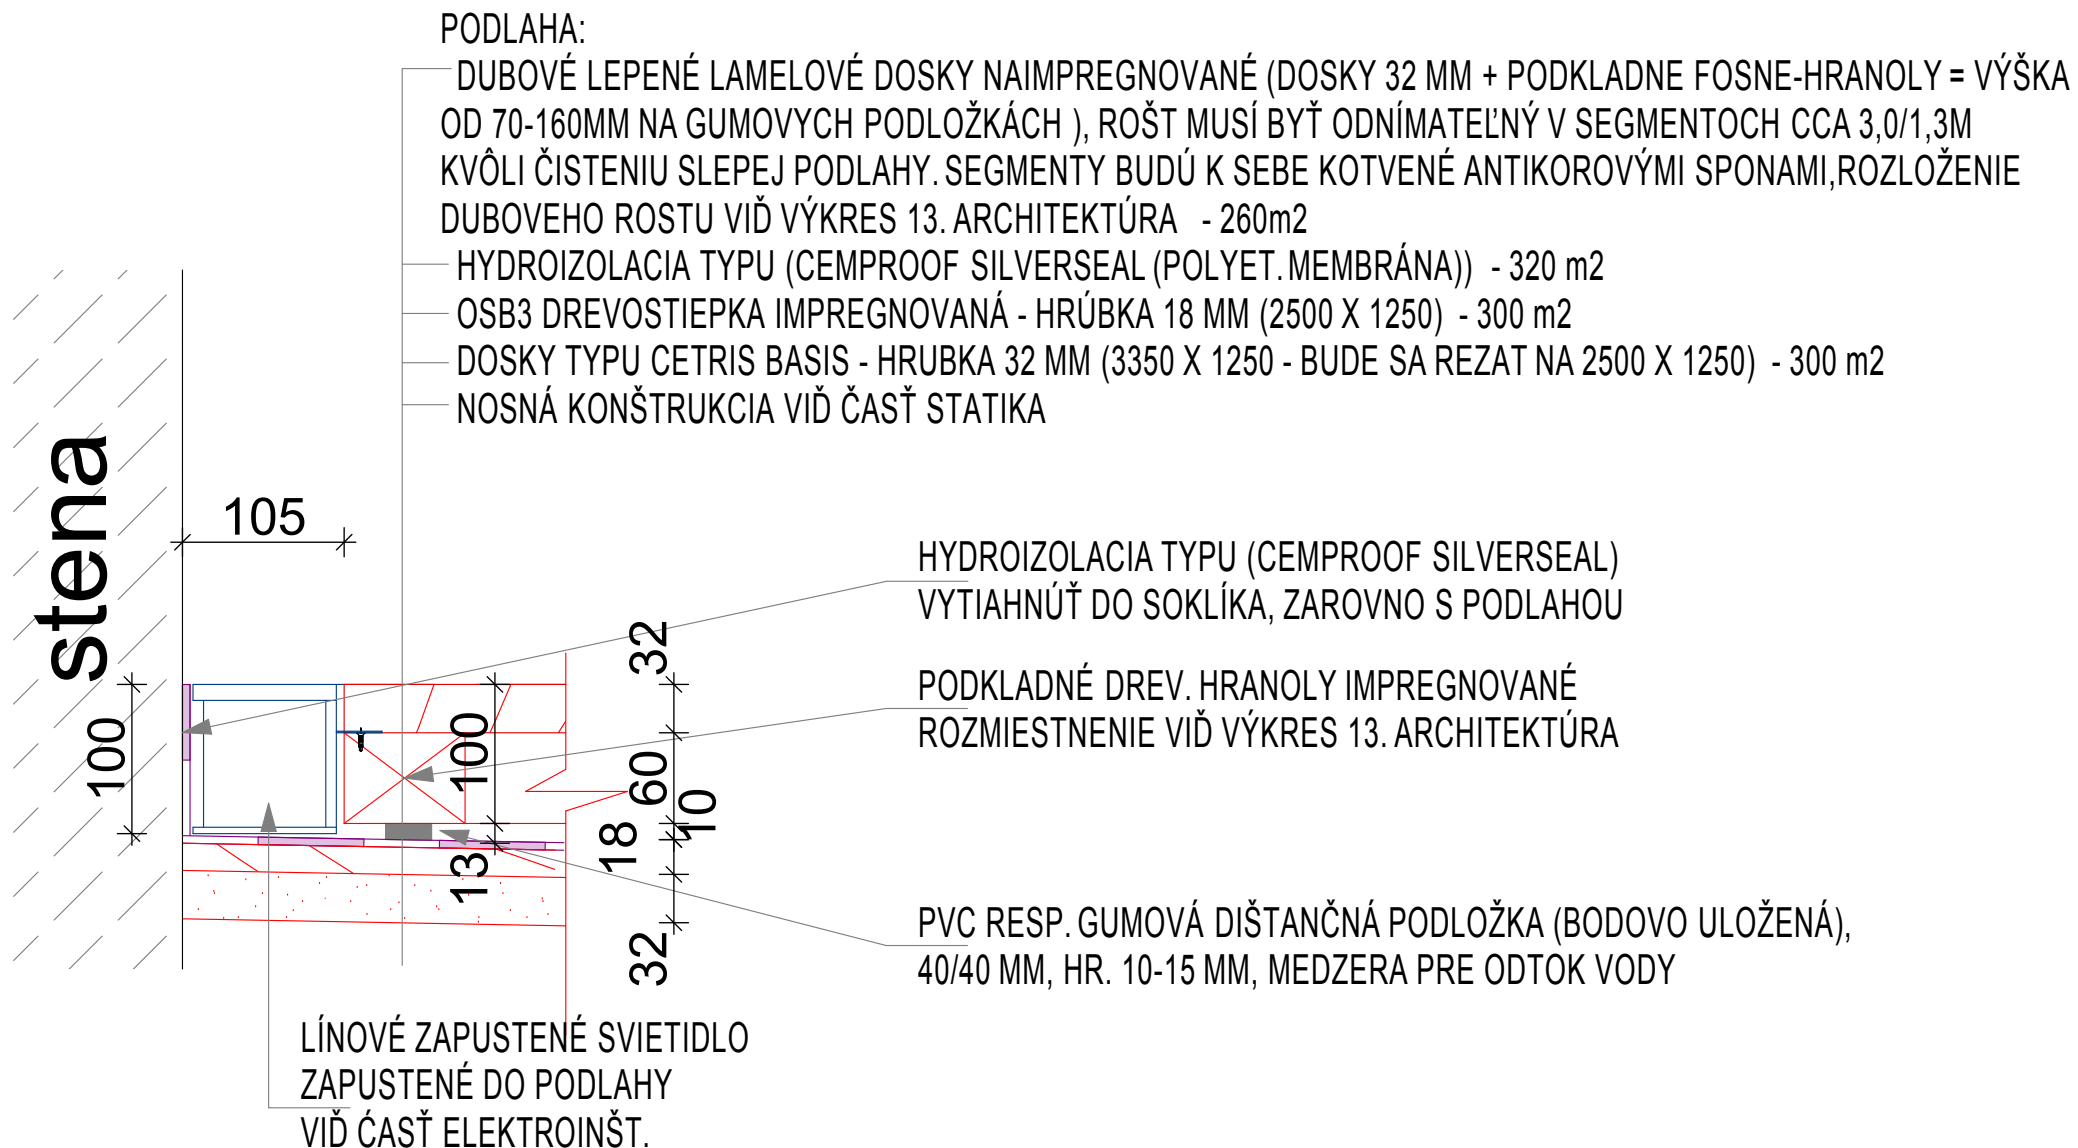 PODLAHA:
DUBOVÉ LEPENÉ LAMELOVÉ DOSKY NAIMPREGNOVANÉ (DOSKY 32 MM + PODKLADNE FOSNE-HRANOLY = VÝŠKA
OD 70-160MM NA GUMOVYCH PODLOŽKÁCH ), ROŠT MUSÍ BYŤ ODNÍMATEĽNÝ V SEGMENTOCH CCA 3,0/1,3M
KVÔLI ČISTENIU SLEPEJ PODLAHY. SEGMENTY BUDÚ K SEBE KOTVENÉ ANTIKOROVÝMI SPONAMI,ROZLOŽENIE
DUBOVEHO ROSTU VIĎ VÝKRES 13. ARCHITEKTÚRA - 260m2
HYDROIZOLACIA TYPU (CEMPROOF SILVERSEAL (POLYET. MEMBRÁNA)) - 320 m2
OSB3 DREVOSTIEPKA IMPREGNOVANÁ - HRÚBKA 18 MM (2500 X 1250) - 300 m2
DOSKY TYPU CETRIS BASIS - HRUBKA 32 MM (3350 X 1250 - BUDE SA REZAT NA 2500 X 1250) - 300 m2
NOSNÁ KONŠTRUKCIA VIĎ ČASŤ STATIKA
stena
105
HYDROIZOLACIA TYPU (CEMPROOF SILVERSEAL)
VYTIAHNÚŤ DO SOKLÍKA, ZAROVNO S PODLAHOU
32
PODKLADNÉ DREV. HRANOLY IMPREGNOVANÉ
ROZMIESTNENIE VIĎ VÝKRES 13. ARCHITEKTÚRA
100
100
60
10
18
13
32
PVC RESP. GUMOVÁ DIŠTANČNÁ PODLOŽKA (BODOVO ULOŽENÁ),
40/40 MM, HR. 10-15 MM, MEDZERA PRE ODTOK VODY
LÍNOVÉ ZAPUSTENÉ SVIETIDLO
ZAPUSTENÉ DO PODLAHY
VIĎ ĆASŤ ELEKTROINŠT.